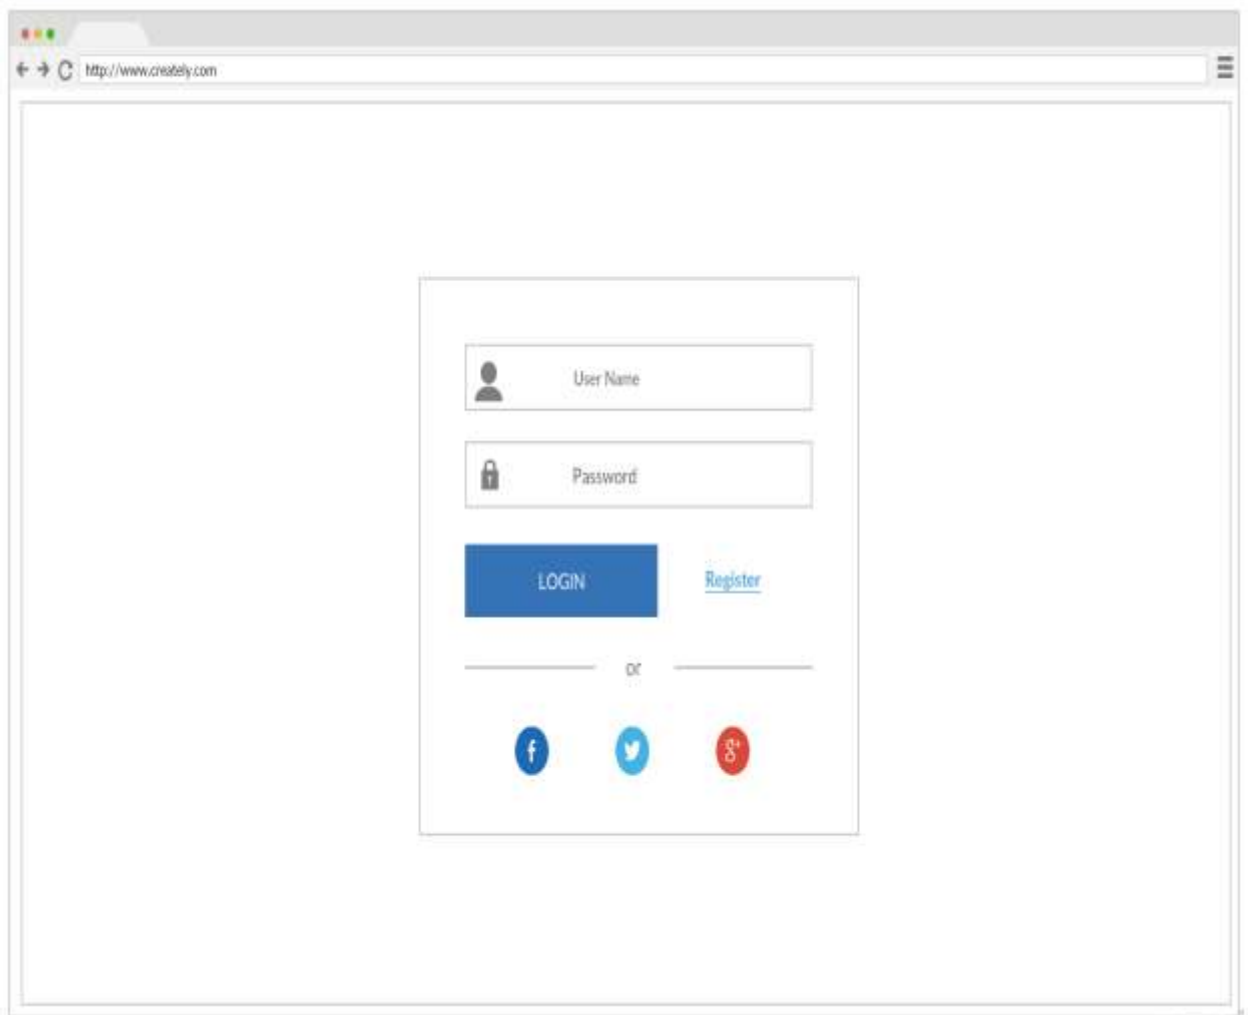 http://www.creately.com
User Name
Password
LOGIN
Register
or
f
g+